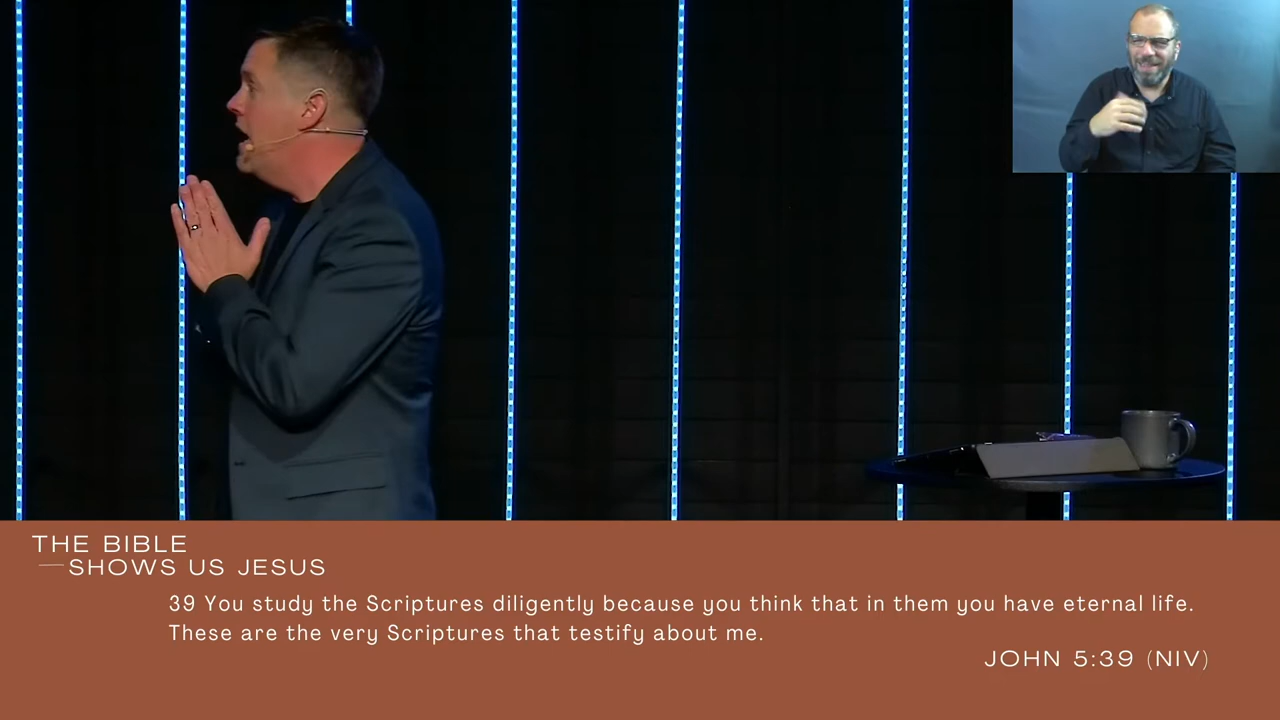 THE BIBLE
SHOWS US JESUS
39 You study the Scriptures diligently because you think that in them you have eternal life.
These are the very Scriptures that testify about me.
JOHN 5:39 (NIV)